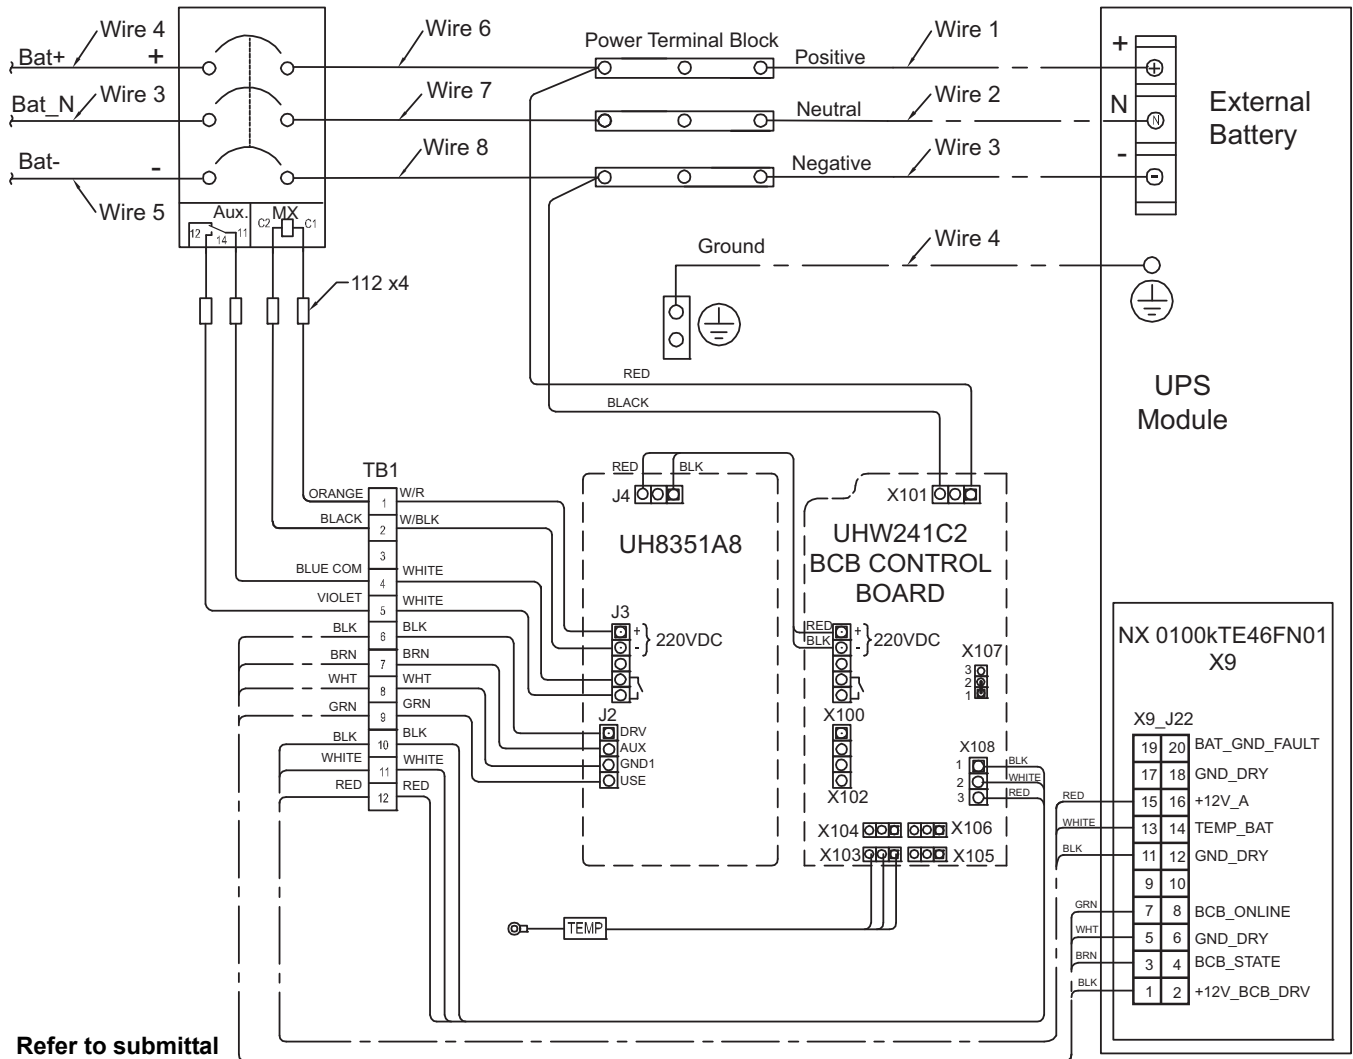 Wire 4
Wire 6
Power Terminal Block
Wire 1
Bat+
+
Positive
+
Bat_N
Wire 3
Wire 7
Neutral
Wire 2
N
N
External
Battery
Bat-
-
Wire 8
Negative
Wire 3
-
Wire 5
Aux.
MX
C2
C1
12
14
11
Ground
Wire 4
112 x4
UPS
Module
RED
BLACK
TB1
ORANGE
1
W/R
BLACK
2
W/BLK
3
BLUE COM
4
WHITE
VIOLET
5
WHITE
BLK
6
BLK
BRN
7
BRN
WHT
8
WHT
GRN
9
GRN
BLK
10
BLK
WHITE
11
WHITE
RED
12
RED
RED
BLK
J4
UH8351A8
J3
+
-
220VDC
J2
DRV
AUX
GND1
USE
X101
UHW241C2
BCB CONTROL
BOARD
RED
BLK
+
-
220VDC
X107
3
2
1
X100
X102
X108
1
BLK
2
WHITE
3
RED
X104
X106
X103
X105
TEMP
NX 0100kTE46FN01
X9
X9_J22
19 20 BAT_GND_FAULT
17 18 GND_DRY
RED 15 16 +12V_A
WHITE 13 14 TEMP_BAT
BLK 11 12 GND_DRY
9 10
GRN 7 8 BCB_ONLINE
WHT 5 6 GND_DRY
BRN 3 4 BCB_STATE
BLK 1 2 +12V_BCB_DRV
Refer to submittal